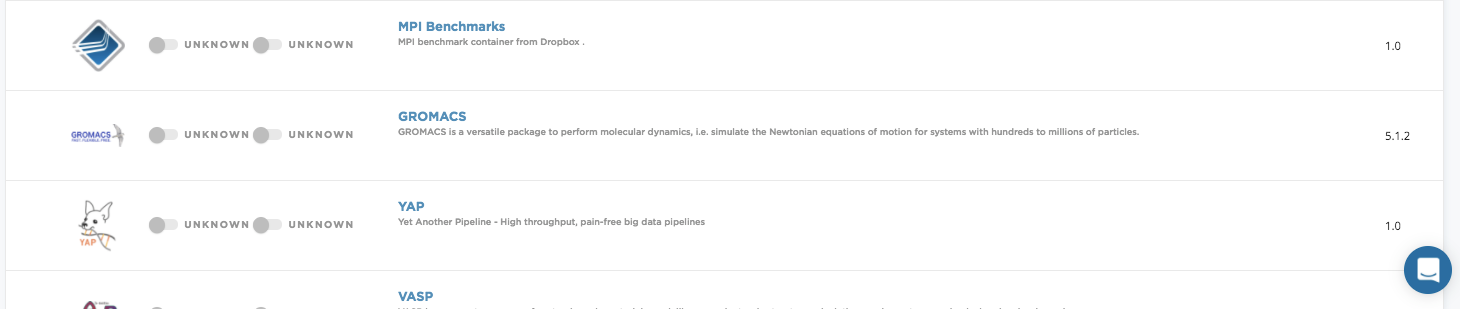 MPI Benchmarks
UNKNOWN UNKNOWN
MPI benchmark container from Dropbox .
1.0
GROMACS
GROMACS
FAST. FLEXIBLE. FREE.
UNKNOWN UNKNOWN
GROMACS is a versatile package to perform molecular dynamics, i.e. simulate the Newtonian equations of motion for systems with hundreds to millions of particles.
5.1.2
YAP
YAP
UNKNOWN UNKNOWN
Yet Another Pipeline - High throughput, pain-free big data pipelines
1.0
VASP